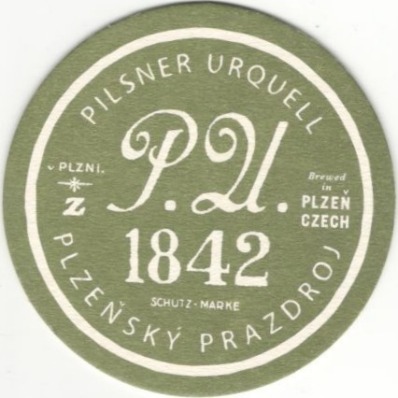 PILSNER URQUELL
P.U.
v PLZNI.
Z
Brewed
in
PLZEŇ
CZECH
1842
SCHUTZ-MARKE
PLZEŇSKÝ PRAZDROJ